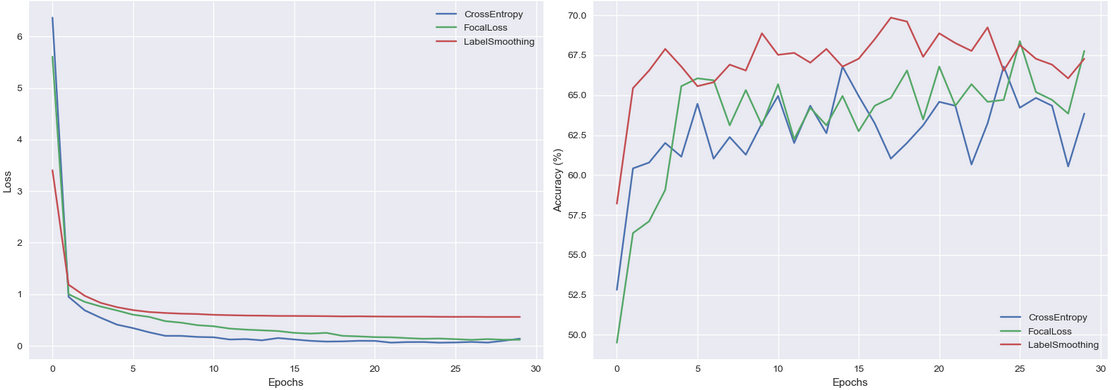 CrossEntropy
FocalLoss
LabelSmoothing
6
5
4
3
2
1
0
Loss
0 5 10 15 20 25 30
Epochs
70.0
67.5
65.0
62.5
60.0
57.5
55.0
52.5
50.0
Accuracy (%)
CrossEntropy
FocalLoss
LabelSmoothing
0 5 10 15 20 25 30
Epochs